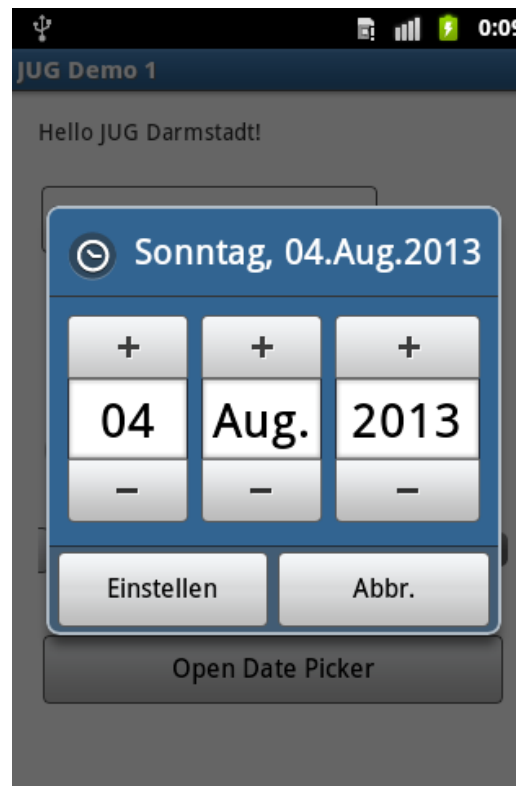 0:09
JUG Demo 1
Hello JUG Darmstadt!
Sonntag, 04.Aug.2013
+ + +
04 Aug. 2013
− − −
Einstellen Abbr.
Open Date Picker